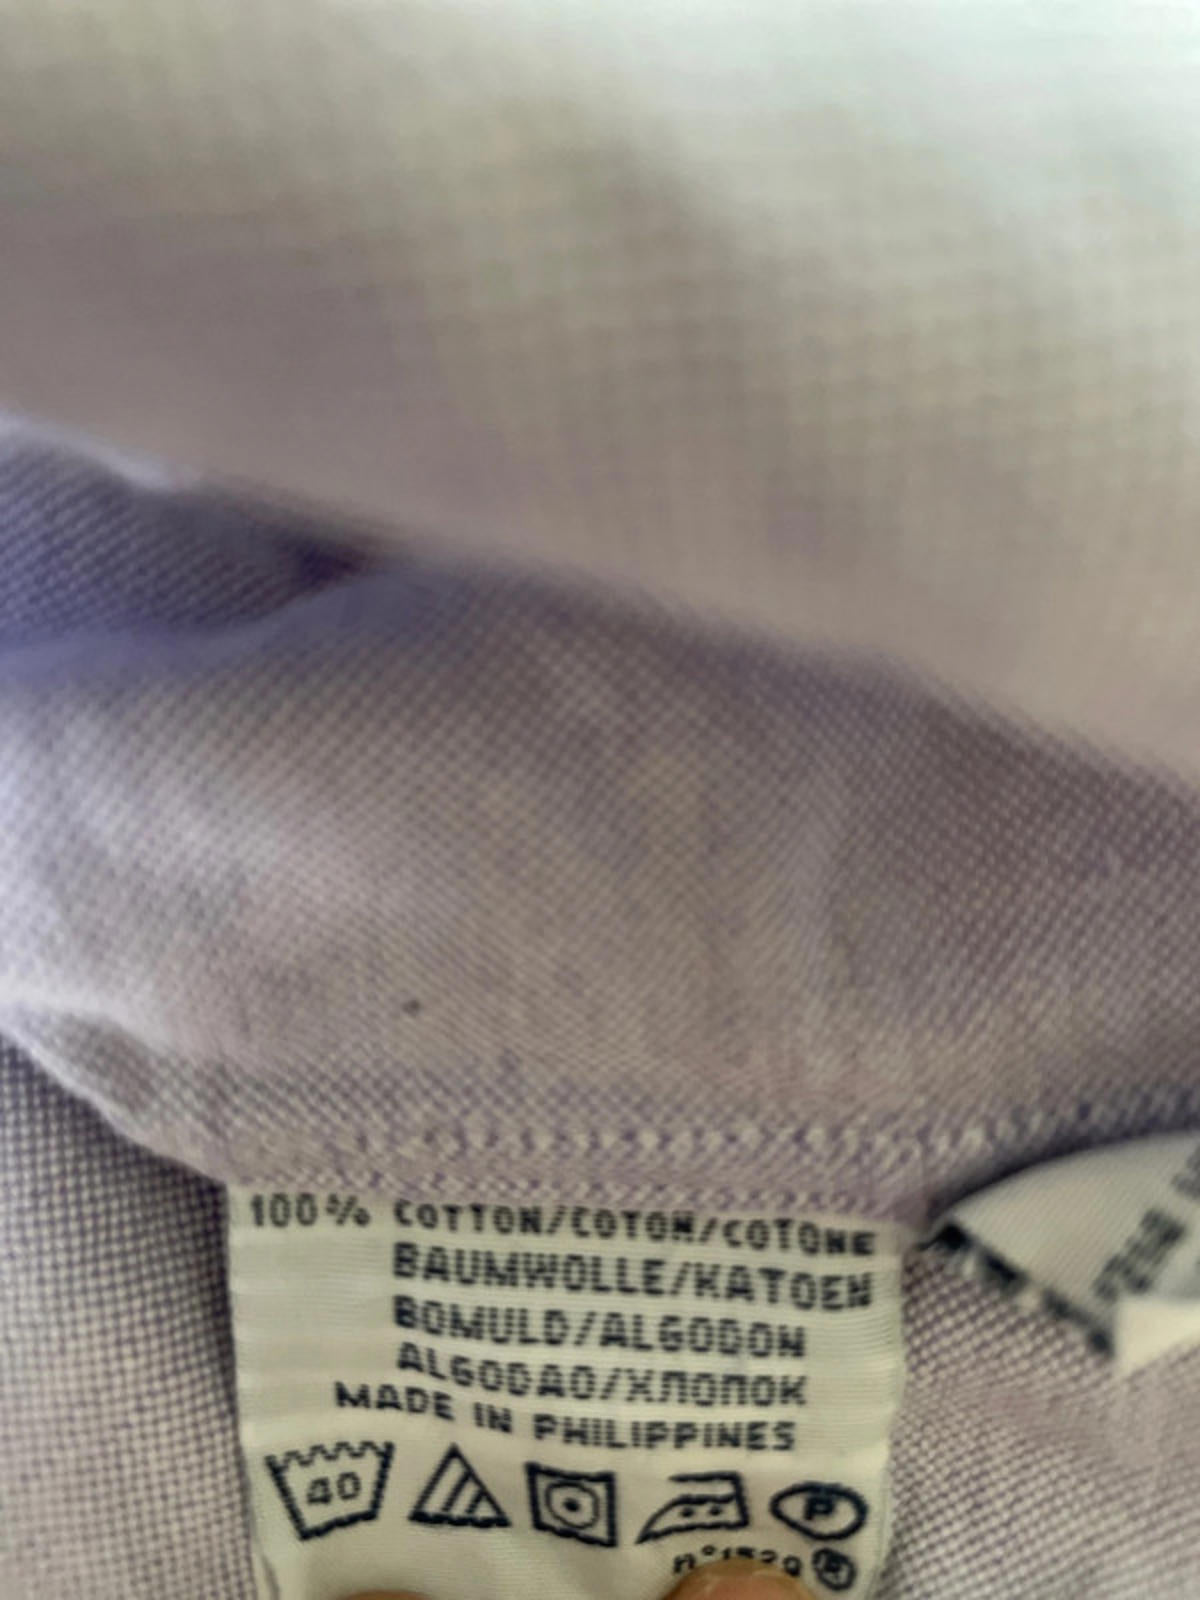 100% COTTON/COTON/COTONE
BAUMWOLLE/KATOEN
BOMULD/ALGODON
ALGODAO/ХЛОПОК
MADE IN PHILIPPINES
40
P